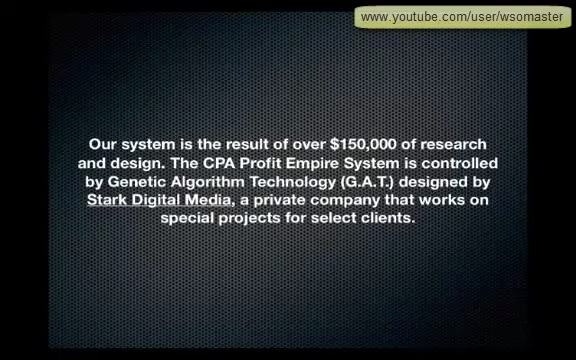 www.youtube.com/user/wsomaster
Our system is the result of over $150,000 of research
and design. The CPA Profit Empire System is controlled
by Genetic Algorithm Technology (G.A.T.) designed by
Stark Digital Media, a private company that works on
special projects for select clients.